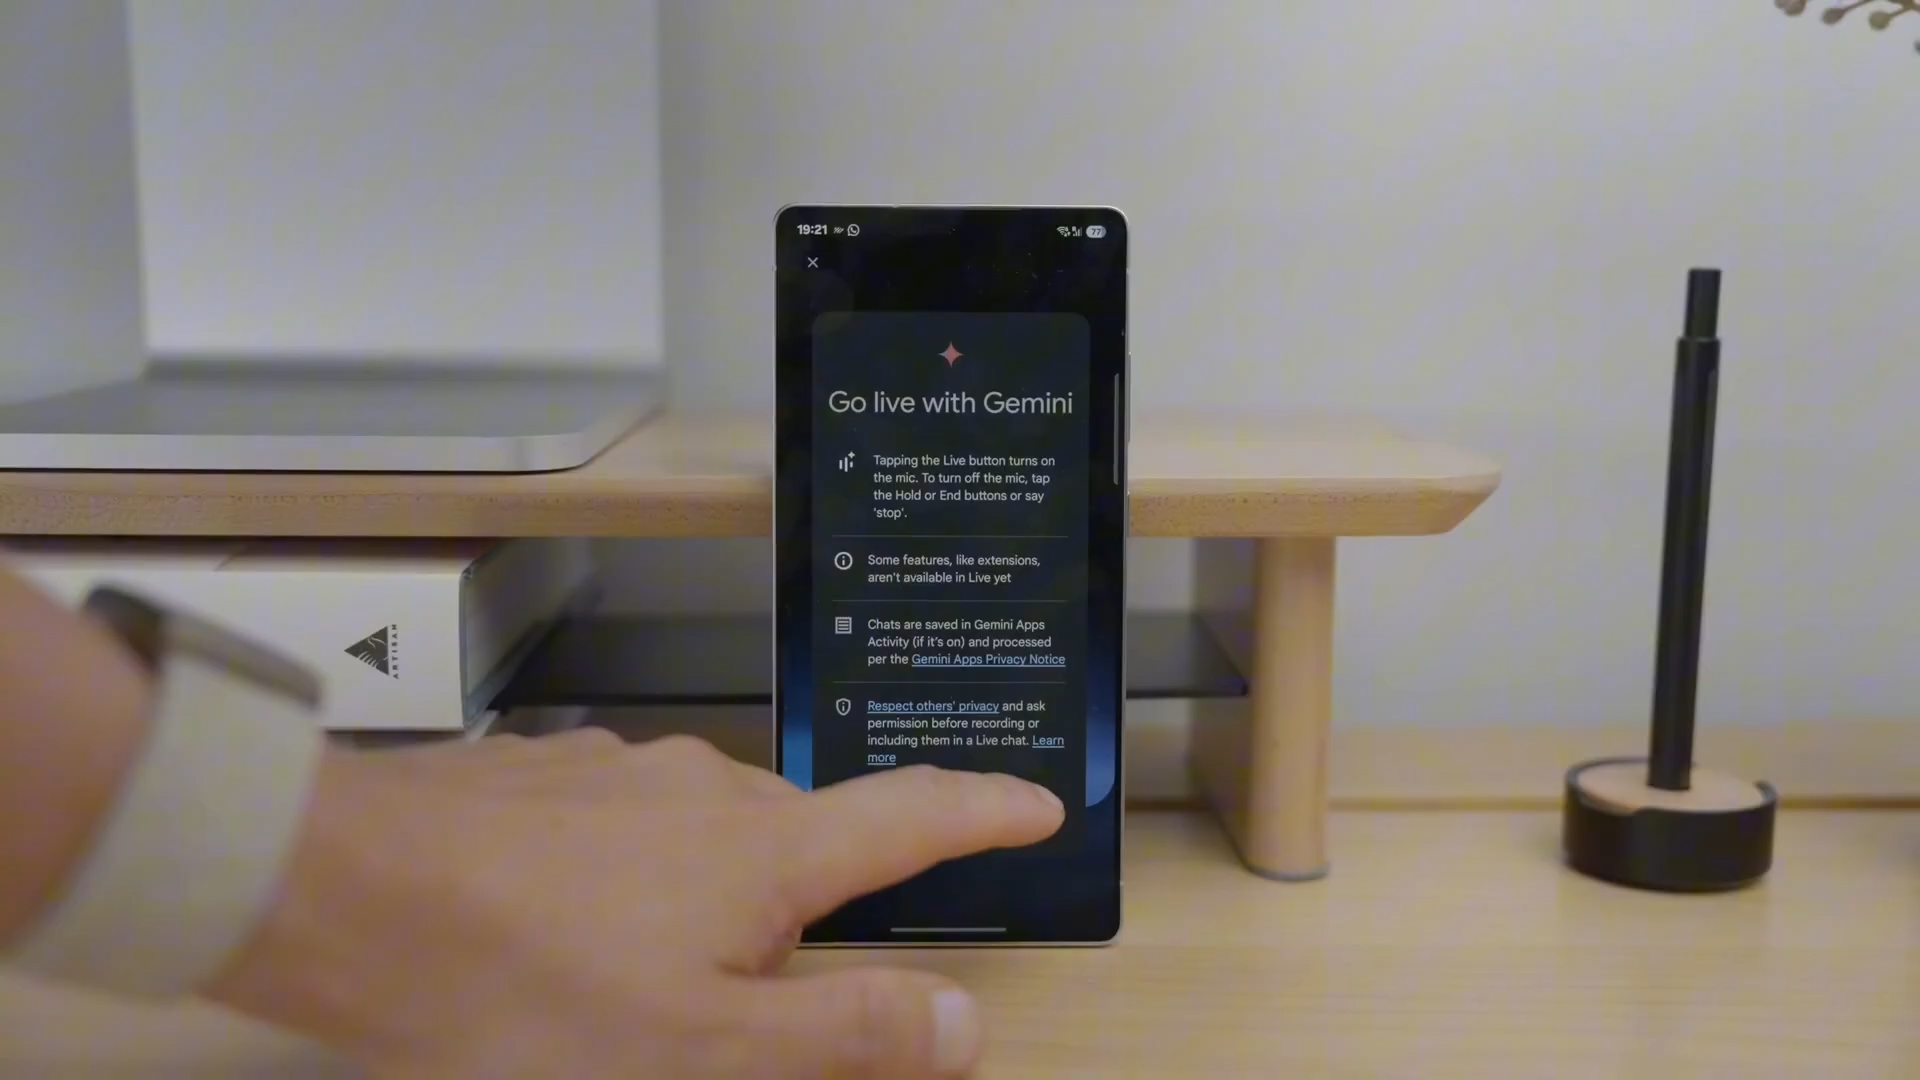 19:21
77
Go live with Gemini
Tapping the Live button turns on
the mic. To turn off the mic, tap
the Hold or End buttons or say
'stop'.
Some features, like extensions,
aren't available in Live yet
Chats are saved in Gemini Apps
Activity (if it's on) and processed
per the Gemini Apps Privacy Notice
Respect others' privacy and ask
permission before recording or
including them in a Live chat. Learn
more
ARTISAN